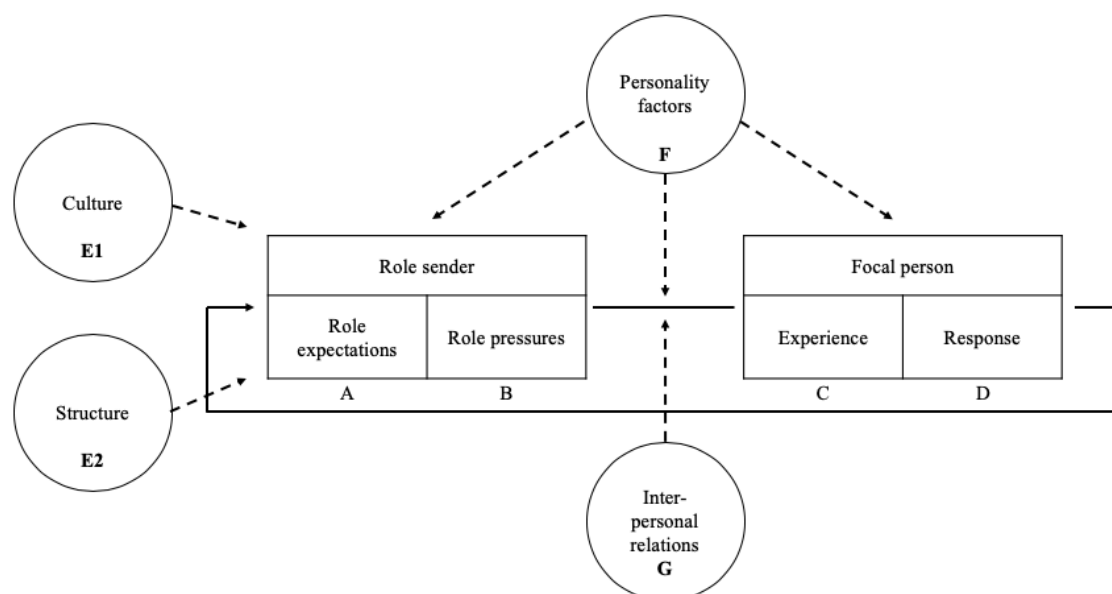 Personality
factors
F
Culture
E1
Role sender
Focal person
Role
expectations
Role pressures
Experience
Response
A
B
C
D
Structure
E2
Inter-
personal
relations
G